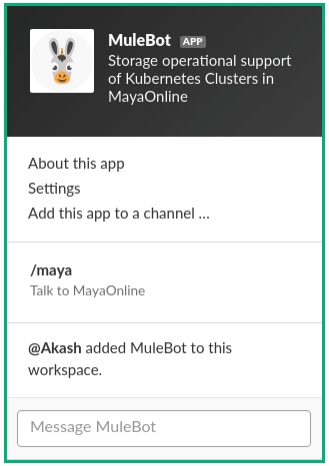 MuleBot APP
Storage operational support
of Kubernetes Clusters in
MayaOnline
About this app
Settings
Add this app to a channel ...
/maya
Talk to MayaOnline
@Akash added MuleBot to this
workspace.
Message MuleBot